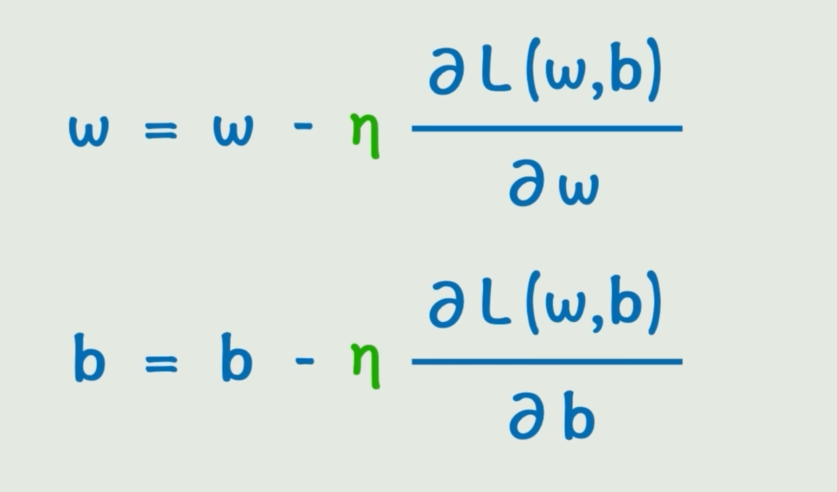 w = w - η ∂L(w,b) / ∂w
b = b - η ∂L(w,b) / ∂b